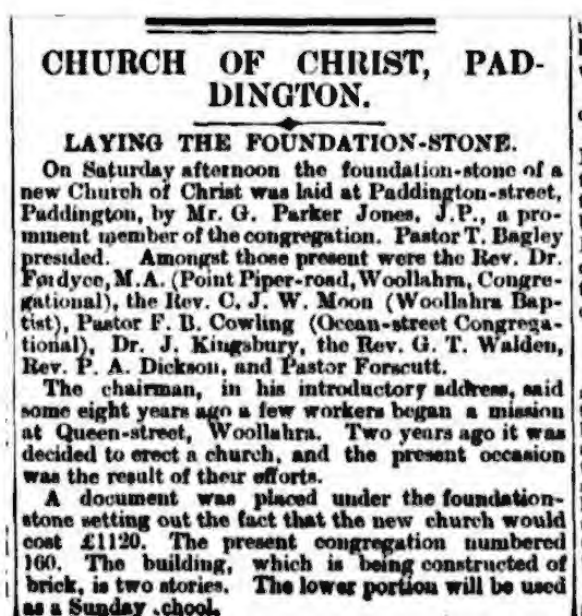 CHURCH OF CHRIST, PAD-
DINGTON.
LAYING THE FOUNDATION-STONE.
On Saturday afternoon the foundation-stone of a
new Church of Christ was laid at Paddington-street,
Paddington, by Mr. G. Parker Jones, J.P., a pro-
minent member of the congregation. Pastor T. Bagley
presided. Amongst those present were the Rev. Dr.
Fordyce, M.A. (Point Piper-road, Woollahra, Congre-
gational), the Rev. C. J. W. Moon (Woollahra Bap-
tist), Pastor F. B. Cowling (Ocean-street Congrega-
tional), Dr. J. Kingsbury, the Rev. G. T. Walden,
Rev. P. A. Dickson, and Pastor Forscutt.
The chairman, in his introductory address, said
some eight years ago a few workers began a mission
at Queen-street, Woollahra. Two years ago it was
decided to erect a church, and the present occasion
was the result of their efforts.
A document was placed under the foundation-
stone setting out the fact that the new church would
cost £1120. The present congregation numbered
160. The building, which is being constructed of
brick, is two stories. The lower portion will be used
as a Sunday school.